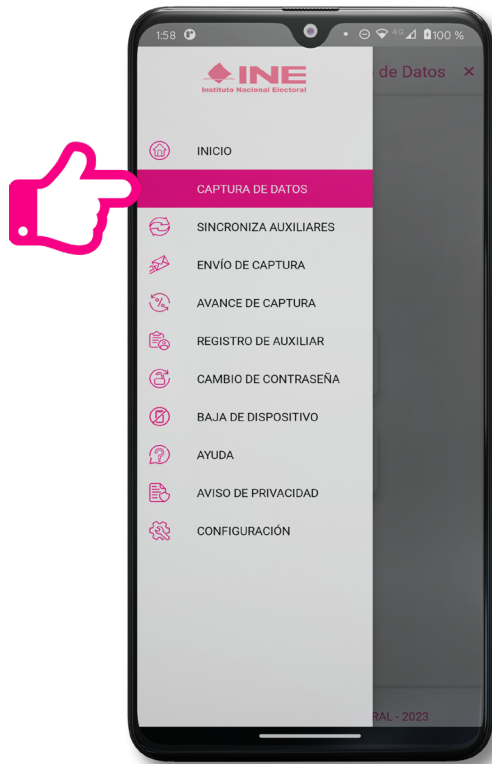 1:58 4G 100 %
INE
Instituto Nacional Electoral
de Datos ×
INICIO
CAPTURA DE DATOS
SINCRONIZA AUXILIARES
ENVÍO DE CAPTURA
AVANCE DE CAPTURA
REGISTRO DE AUXILIAR
CAMBIO DE CONTRASEÑA
BAJA DE DISPOSITIVO
AYUDA
AVISO DE PRIVACIDAD
CONFIGURACIÓN
RAL - 2023